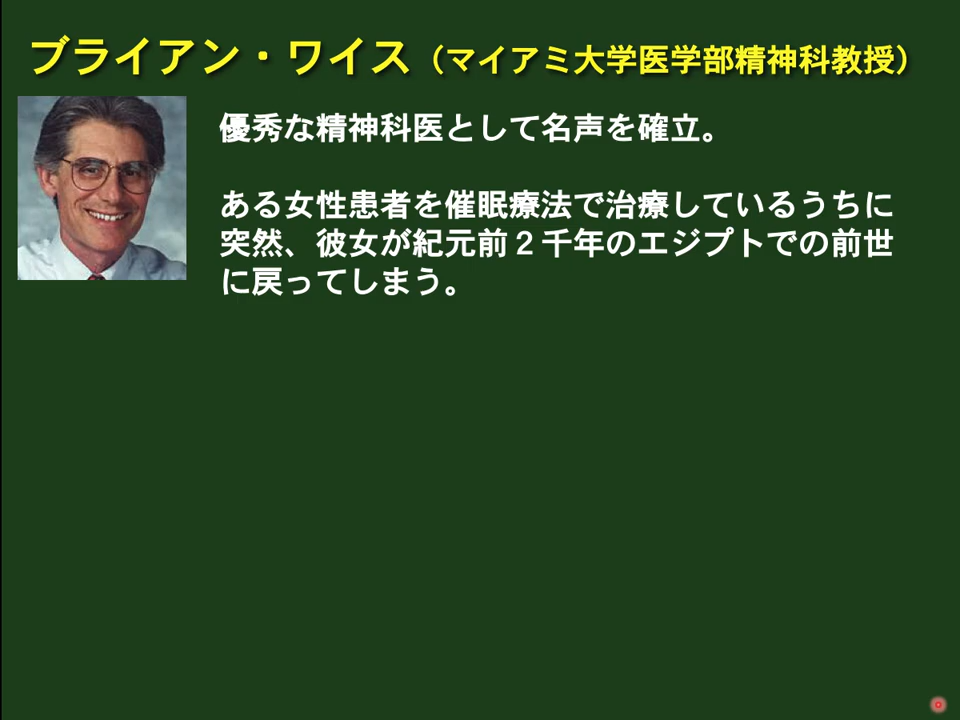 ブライアン・ワイス（マイアミ大学医学部精神科教授）
優秀な精神科医として名声を確立。
ある女性患者を催眠療法で治療しているうちに
突然、彼女が紀元前２千年のエジプトでの前世
に戻ってしまう。